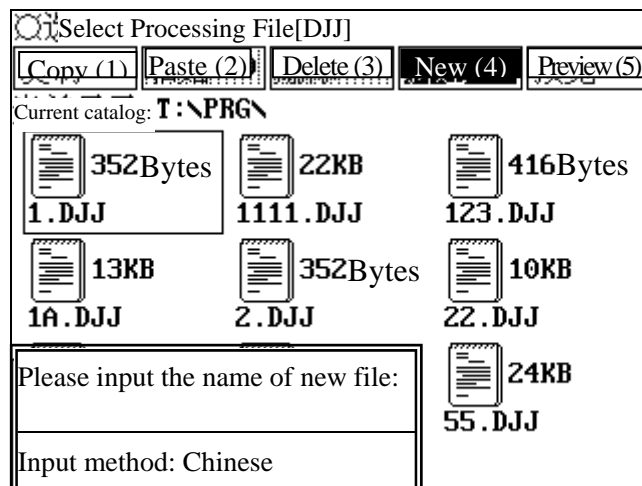 Select Processing File[DJJ]
Copy (1) Paste (2) Delete (3) New (4) Preview(5)
Current catalog: T:\PRG\
352Bytes 22KB 416Bytes
1.DJJ 1111.DJJ 123.DJJ
13KB 352Bytes 10KB
1A.DJJ 2.DJJ 22.DJJ
Please input the name of new file:
24KB
55.DJJ
Input method: Chinese